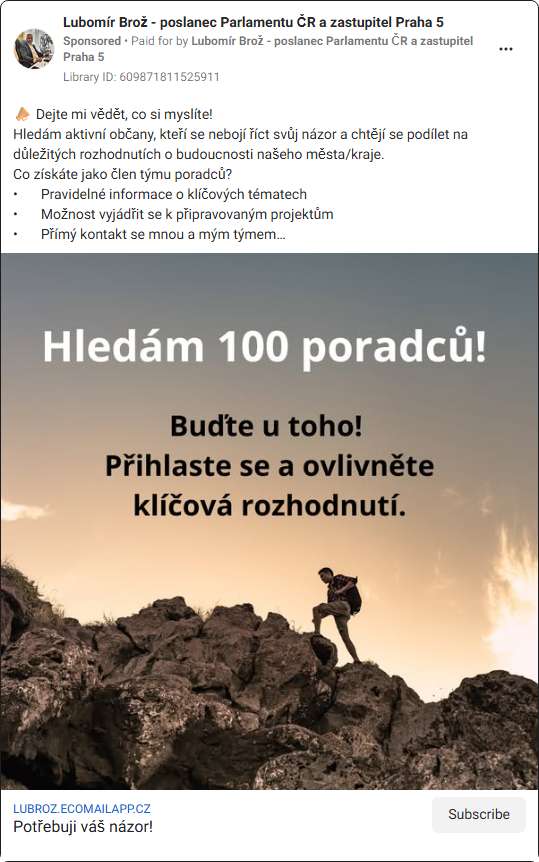 Lubomír Brož - poslanec Parlamentu ČR a zastupitel Praha 5
Sponsored • Paid for by Lubomír Brož - poslanec Parlamentu ČR a zastupitel
Praha 5
Library ID: 609871811525911
Dejte mi vědět, co si myslíte!
Hledám aktivní občany, kteří se nebojí říct svůj názor a chtějí se podílet na
důležitých rozhodnutích o budoucnosti našeho města/kraje.
Co získáte jako člen týmu poradců?
• Pravidelné informace o klíčových tématech
• Možnost vyjádřit se k připravovaným projektům
• Přímý kontakt se mnou a mým týmem…
Hledám 100 poradců!
Buďte u toho!
Přihlaste se a ovlivněte
klíčová rozhodnutí.
LUBROZ.ECOMAILAPP.CZ
Potřebuji váš názor!
Subscribe